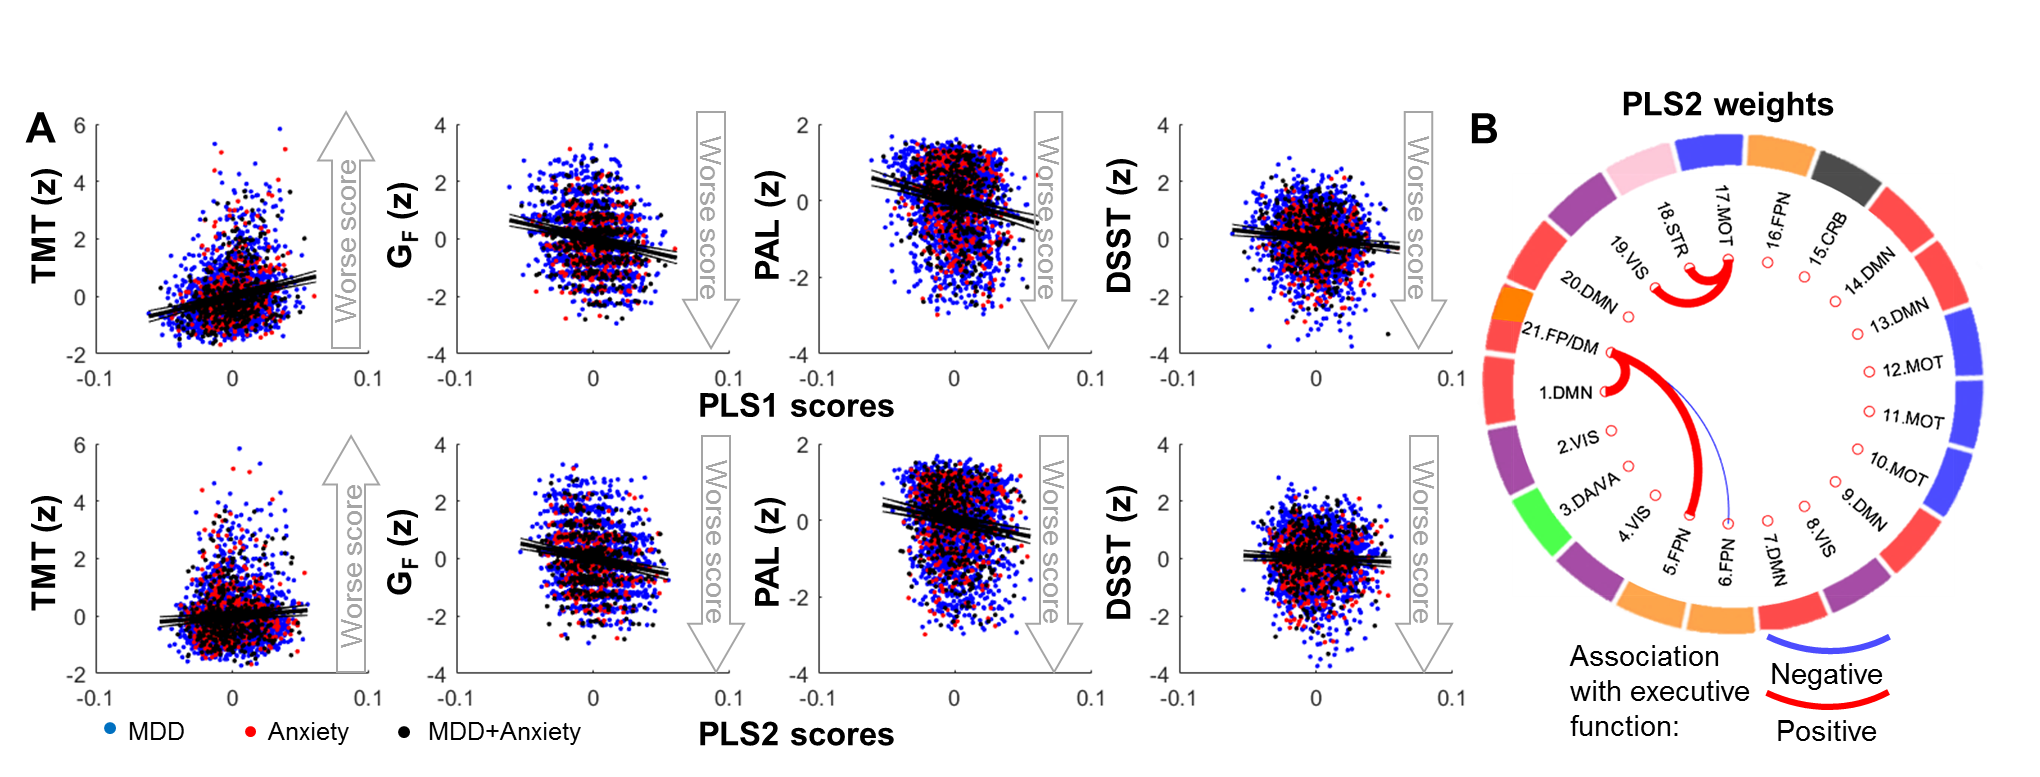 A
TMT (z)
6
4
2
0
-2
-0.1
0
0.1
Worse score
GF (z)
4
2
0
-2
-4
-0.1
0
0.1
Worse score
PAL (z)
2
0
-2
-4
-0.1
0
0.1
Worse score
DSST (z)
4
2
0
-2
-4
-0.1
0
0.1
Worse score
PLS1 scores
TMT (z)
6
4
2
0
-2
-0.1
0
0.1
Worse score
GF (z)
4
2
0
-2
-4
-0.1
0
0.1
Worse score
PAL (z)
2
0
-2
-4
-0.1
0
0.1
Worse score
DSST (z)
4
2
0
-2
-4
-0.1
0
0.1
Worse score
PLS2 scores
MDD
Anxiety
MDD+Anxiety
B
PLS2 weights
1.DMN
2.VIS
3.DA/VA
4.VIS
5.FPN
6.FPN
7.DMN
8.VIS
9.DMN
10.MOT
11.MOT
12.MOT
13.DMN
14.DMN
15.CRB
16.FPN
17.MOT
18.STR
19.VIS
20.DMN
21.FP/DM
Association
with executive
function:
Negative
Positive